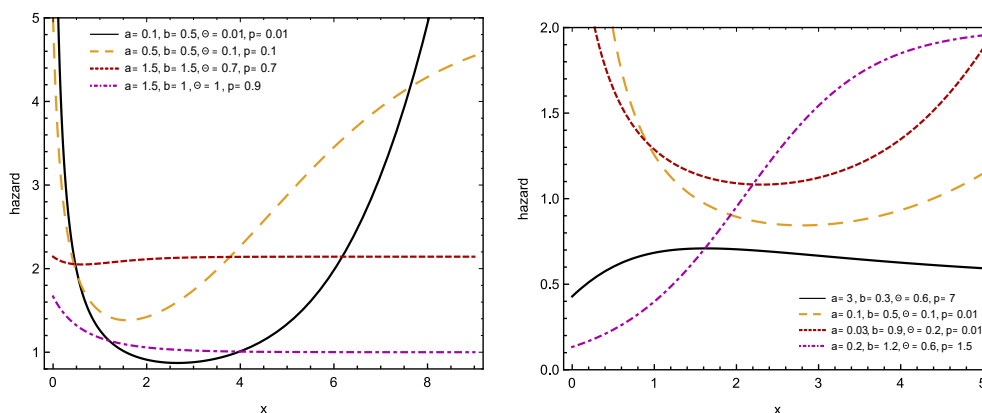 5
4
3
2
1
hazard
0
2
4
6
8
x
a= 0.1, b= 0.5, Θ= 0.01, p= 0.01
a= 0.5, b= 0.5, Θ= 0.1, p= 0.1
a= 1.5, b= 1.5, Θ= 0.7, p= 0.7
a= 1.5, b= 1, Θ= 1, p= 0.9
2.0
1.5
1.0
0.5
0.0
hazard
0
1
2
3
4
5
x
a= 3, b= 0.3, Θ= 0.6, p= 7
a= 0.1, b= 0.5, Θ= 0.1, p= 0.01
a= 0.03, b= 0.9, Θ= 0.2, p= 0.01
a= 0.2, b= 1.2, Θ= 0.6, p= 1.5